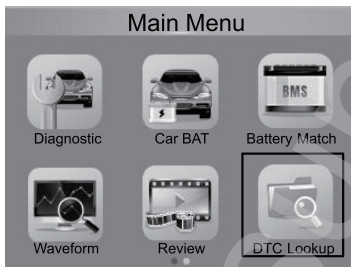 Main Menu
BMS
Diagnostic Car BAT Battery Match
Waveform Review DTC Lookup